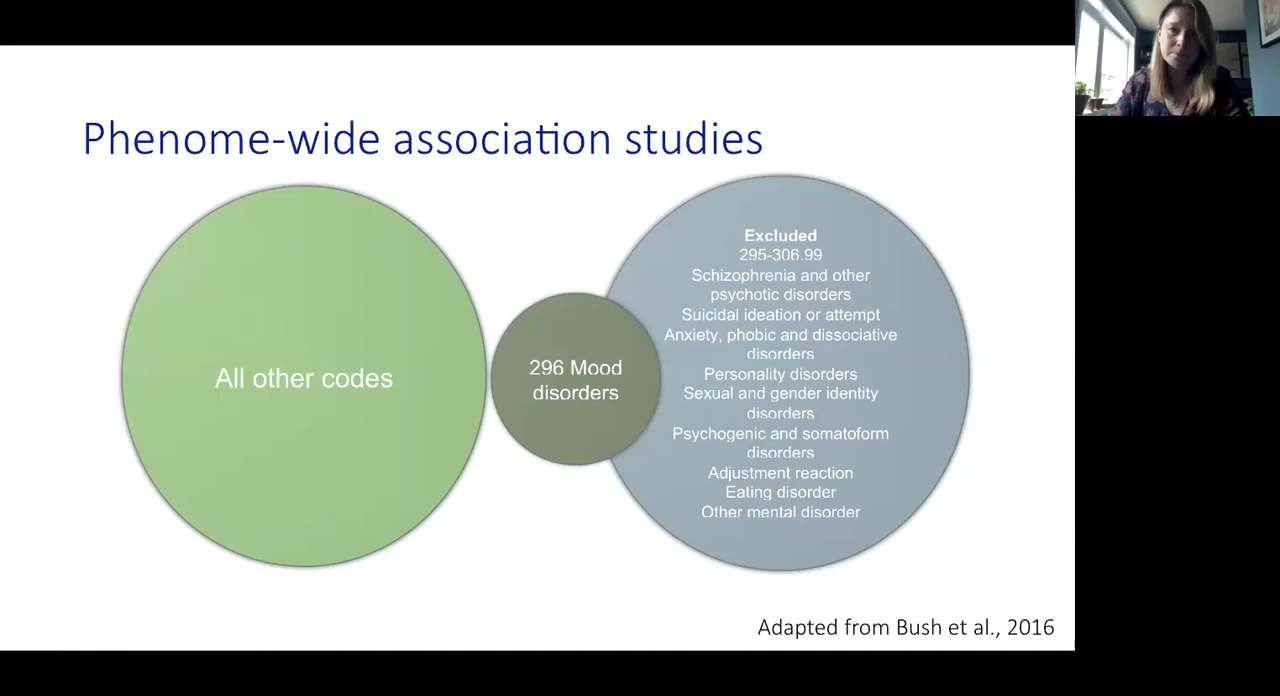 Phenome-wide association studies
All other codes
296 Mood
disorders
Excluded
295-306.99
Schizophrenia and other
psychotic disorders
Suicidal ideation or attempt
Anxiety, phobic and dissociative
disorders
Personality disorders
Sexual and gender identity
disorders
Psychogenic and somatoform
disorders
Adjustment reaction
Eating disorder
Other mental disorder
Adapted from Bush et al., 2016